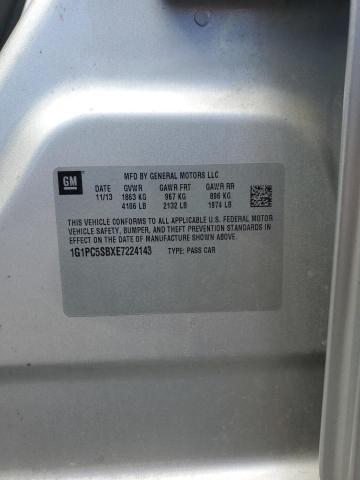 GM
MFD BY GENERAL MOTORS LLC
DATE GVWR GAWR FRT GAWR RR
11/13 1863 KG 967 KG 896 KG
4106 LB 2132 LB 1974 LB
THIS VEHICLE CONFORMS TO ALL APPLICABLE U.S. FEDERAL MOTOR
VEHICLE SAFETY, BUMPER, AND THEFT PREVENTION STANDARDS
IN EFFECT ON THE DATE OF MANUFACTURE SHOWN ABOVE.
1G1PC5SBXE7224143 TYPE: PASS CAR